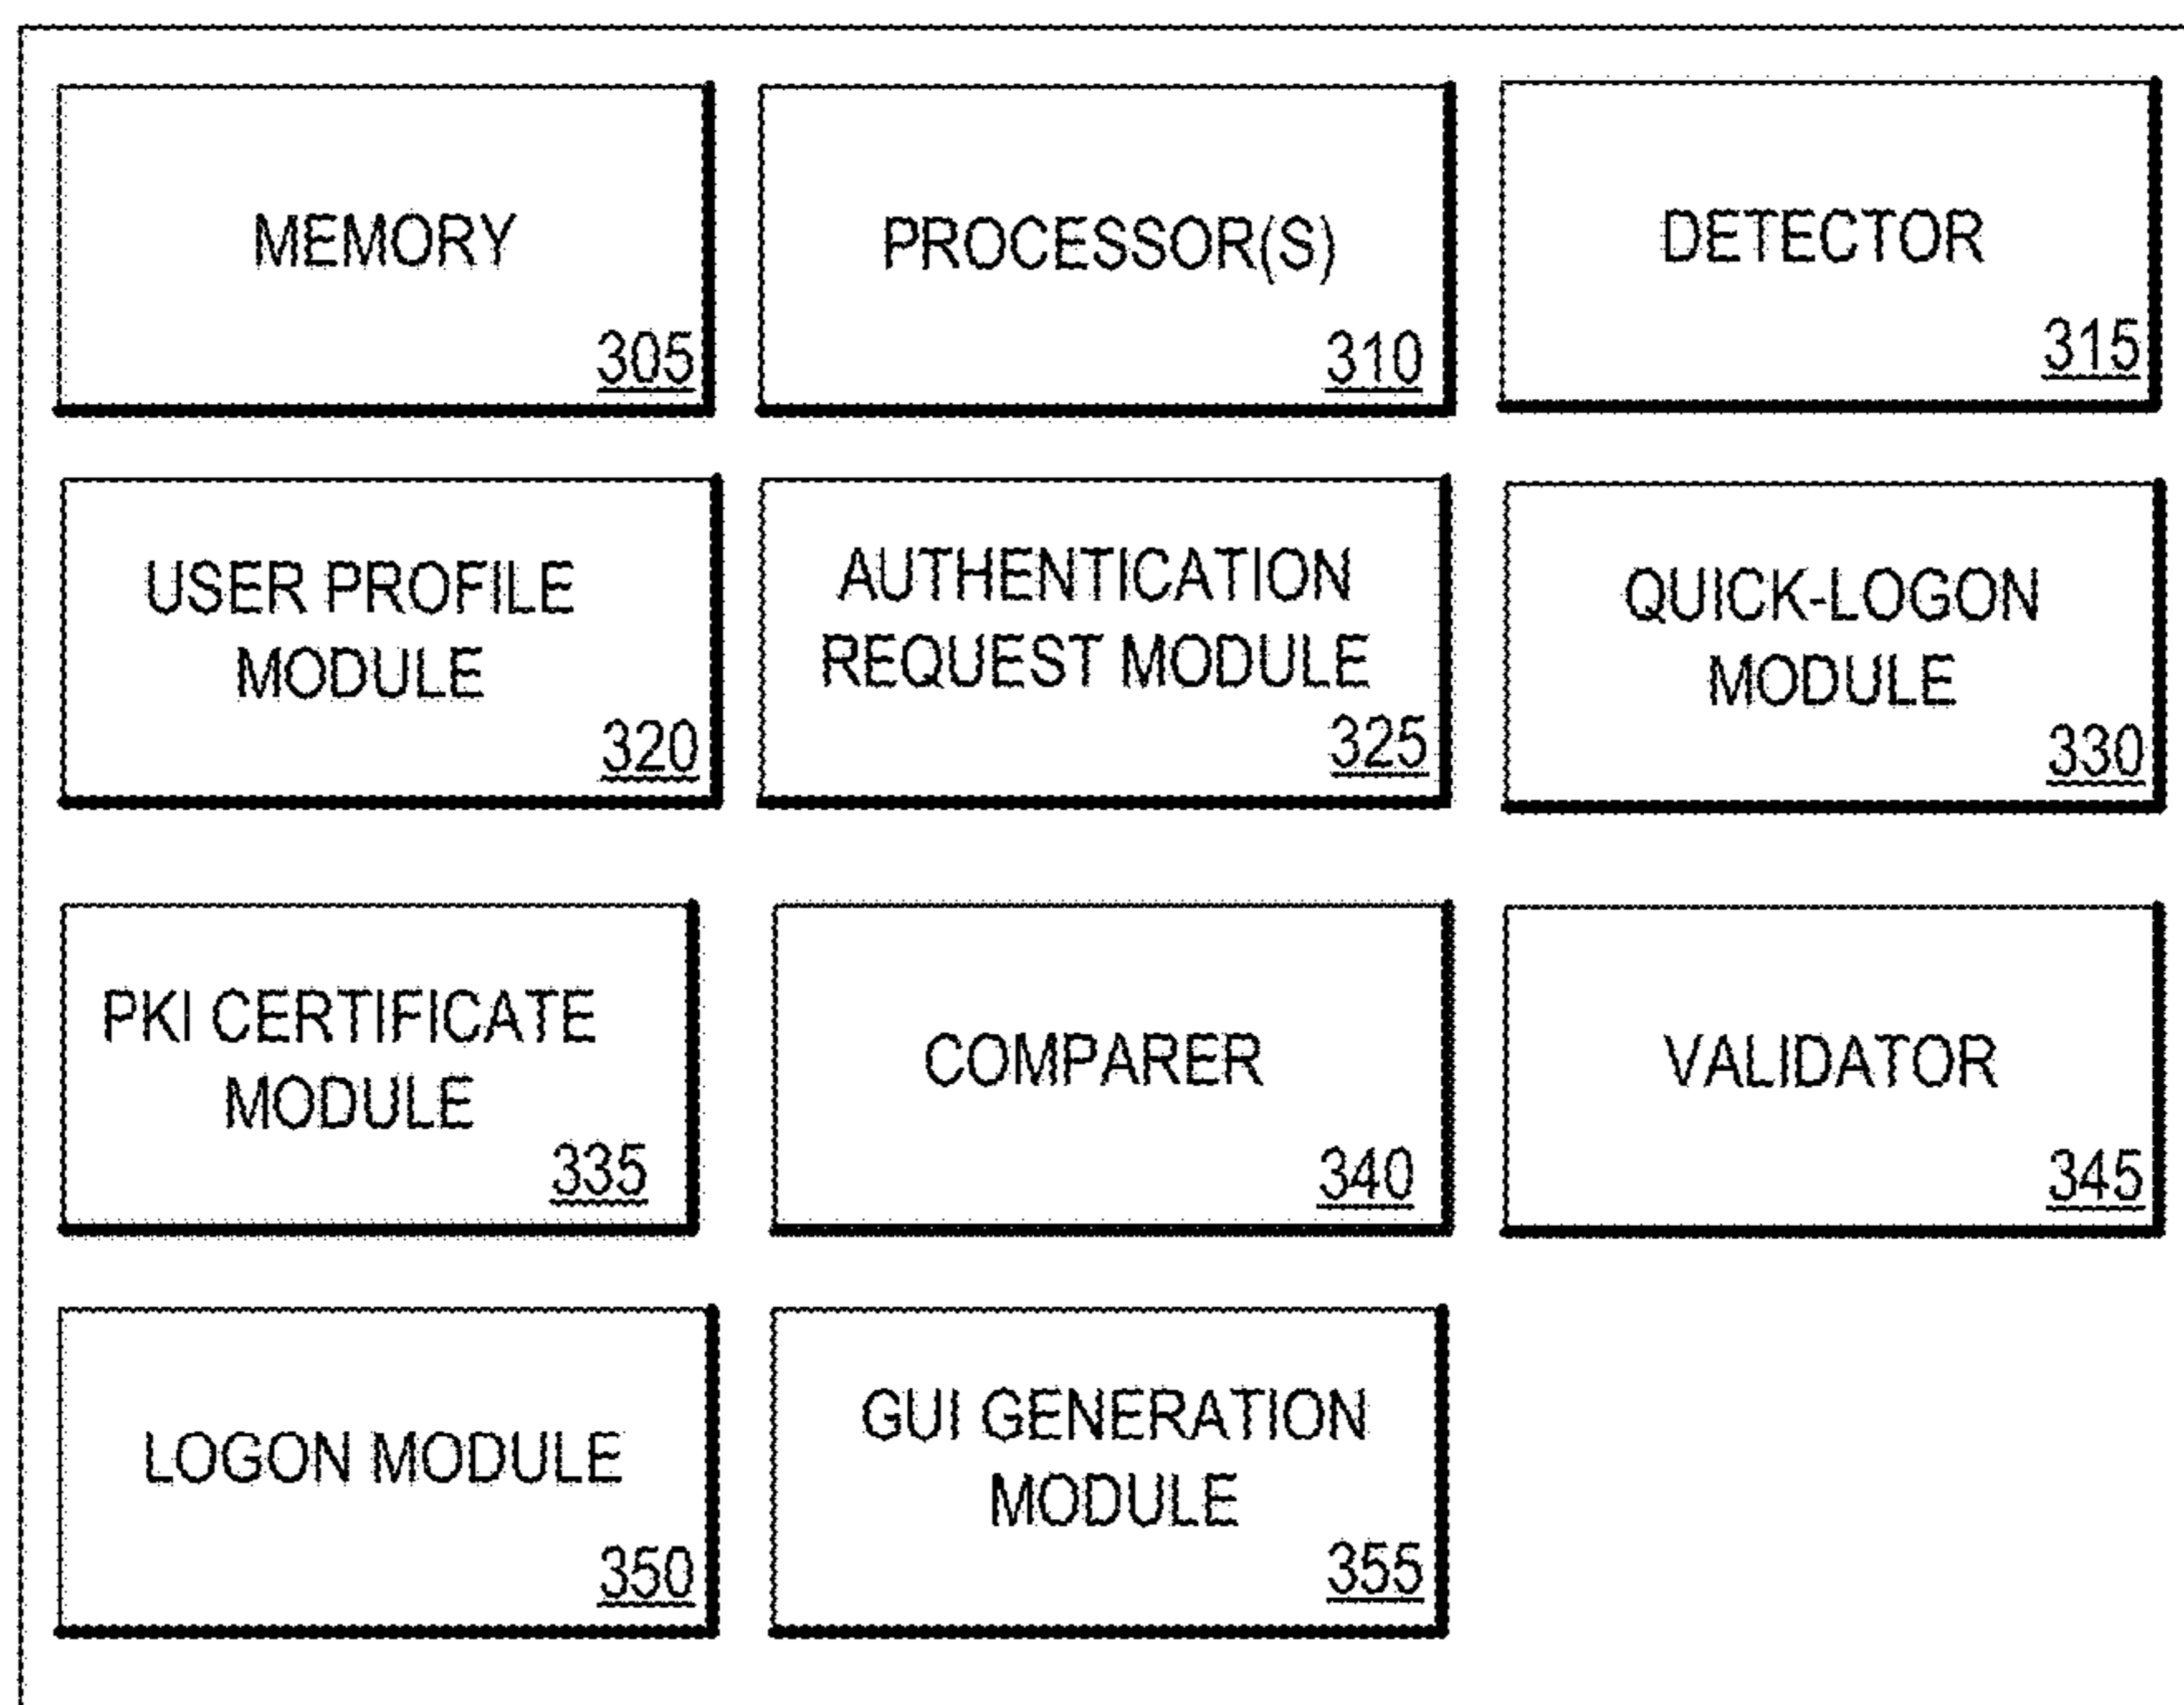 MEMORY
305
PROCESSOR(S)
310
DETECTOR
315
USER PROFILE
MODULE
320
AUTHENTICATION
REQUEST MODULE
325
QUICK-LOGON
MODULE
330
PKI CERTIFICATE
MODULE
335
COMPARER
340
VALIDATOR
345
LOGON MODULE
350
GUI GENERATION
MODULE
355